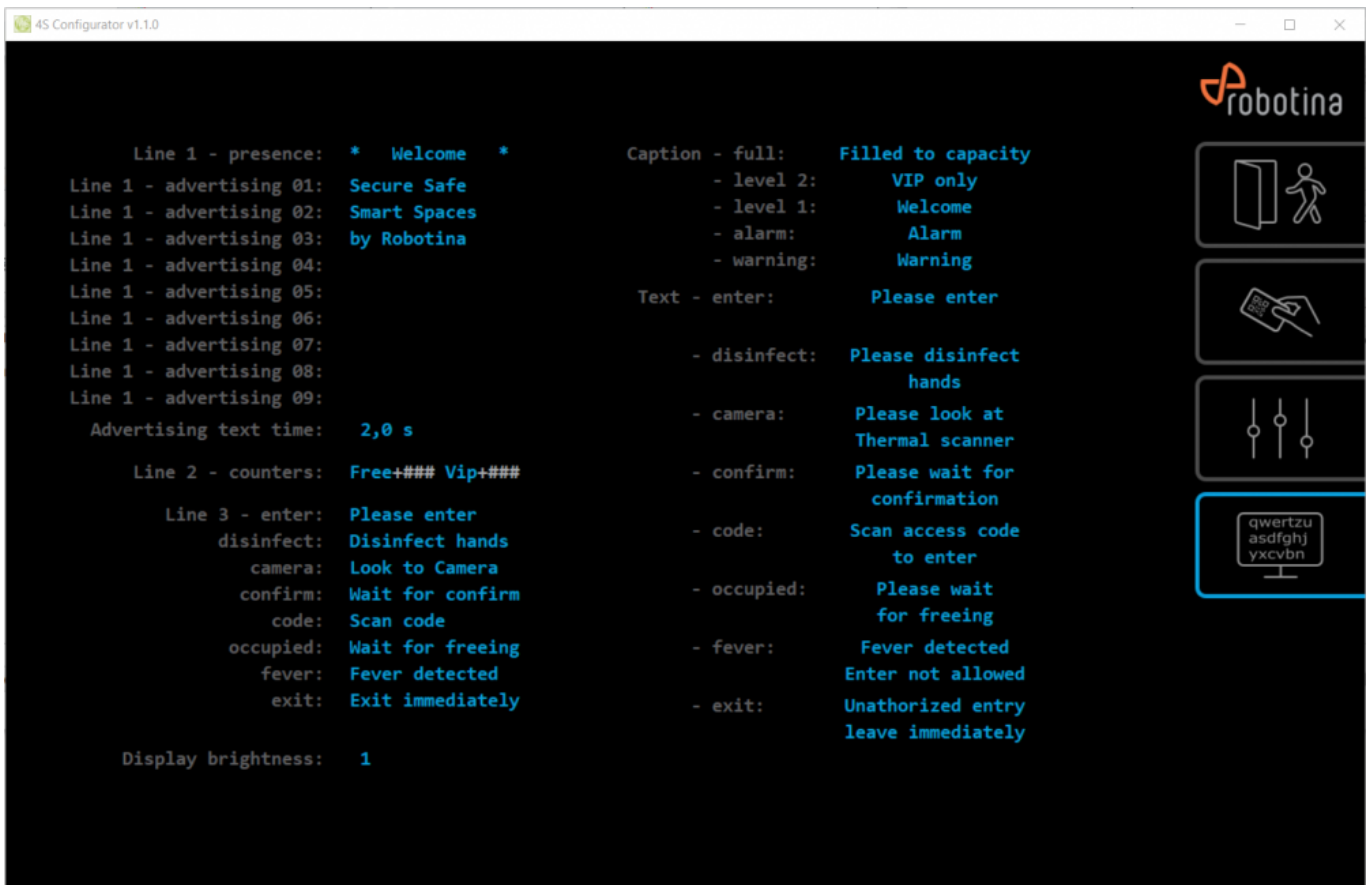 4S Configurator v1.1.0
robotina
Line 1 - presence: * Welcome *
Line 1 - advertising 01: Secure Safe
Line 1 - advertising 02: Smart Spaces
Line 1 - advertising 03: by Robotina
Line 1 - advertising 04:
Line 1 - advertising 05:
Line 1 - advertising 06:
Line 1 - advertising 07:
Line 1 - advertising 08:
Line 1 - advertising 09:
Advertising text time: 2,0 s
Line 2 - counters: Free+### Vip+###
Line 3 - enter: Please enter
disinfect: Disinfect hands
camera: Look to Camera
confirm: Wait for confirm
code: Scan code
occupied: Wait for freeing
fever: Fever detected
exit: Exit immediately
Display brightness: 1
Caption - full: Filled to capacity
- level 2: VIP only
- level 1: Welcome
- alarm: Alarm
- warning: Warning
Text - enter: Please enter
- disinfect: Please disinfect
hands
- camera: Please look at
Thermal scanner
- confirm: Please wait for
confirmation
- code: Scan access code
to enter
- occupied: Please wait
for freeing
- fever: Fever detected
Enter not allowed
- exit: Unathorized entry
leave immediately
qwertzu
asdfghj
yxcvbn